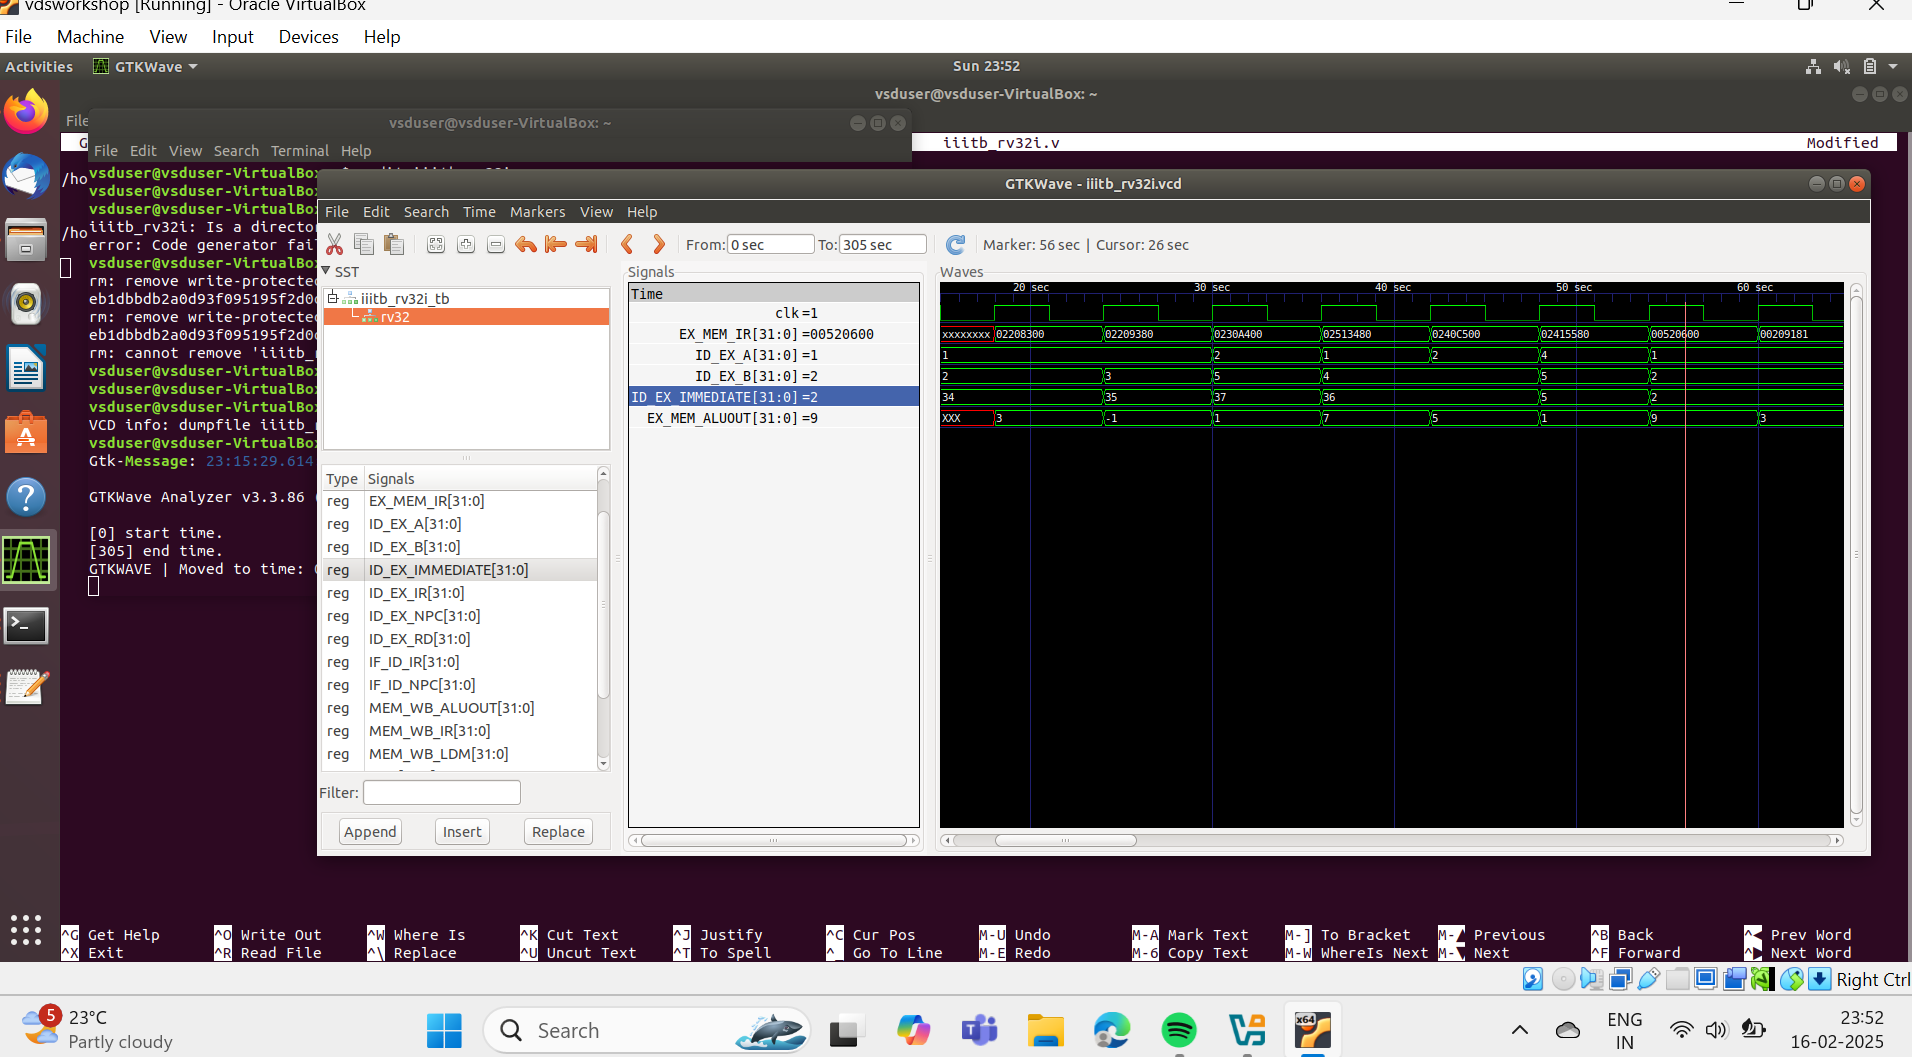 vdsworkshop [Running] - Oracle VirtualBox
File Machine View Input Devices Help
Activities GTKWave Sun 23:52
vsduser@vsduser-VirtualBox: ~
File
vsduser@vsduser-VirtualBox: ~
G iiitb_rv32i.v Modified
File Edit View Search Terminal Help
/ho
vsduser@vsduser-VirtualBo
vsduser@vsduser-VirtualBo
vsduser@vsduser-VirtualBo
iiitb_rv32i: Is a director
/ho
error: Code generator fail
vsduser@vsduser-VirtualBo
rm: remove write-protected
eb1dbbdb2a0d93f095195f2d0
rm: remove write-protected
eb1dbbdb2a0d93f095195f2d0
rm: cannot remove 'iiitb_
vsduser@vsduser-VirtualBo
vsduser@vsduser-VirtualBo
vsduser@vsduser-VirtualBo
VCD info: dumpfile iiitb_
vsduser@vsduser-VirtualBo
Gtk-Message: 23:15:29.614
GTKWave Analyzer v3.3.86
[0] start time.
[305] end time.
GTKWAVE | Moved to time:
GTKWave - iiitb_rv32i.vcd
File Edit Search Time Markers View Help
From: 0 sec To: 305 sec Marker: 56 sec | Cursor: 26 sec
SST
iiitb_rv32i_tb
rv32
Type Signals
reg EX_MEM_IR[31:0]
reg ID_EX_A[31:0]
reg ID_EX_B[31:0]
reg ID_EX_IMMEDIATE[31:0]
reg ID_EX_IR[31:0]
reg ID_EX_NPC[31:0]
reg ID_EX_RD[31:0]
reg IF_ID_IR[31:0]
reg IF_ID_NPC[31:0]
reg MEM_WB_ALUOUT[31:0]
reg MEM_WB_IR[31:0]
reg MEM_WB_LDM[31:0]
Filter:
Append Insert Replace
Signals
Time
clk =1
EX_MEM_IR[31:0] =00520600
ID_EX_A[31:0] =1
ID_EX_B[31:0] =2
ID_EX_IMMEDIATE[31:0] =2
EX_MEM_ALUOUT[31:0] =9
Waves
20 sec 30 sec 40 sec 50 sec 60 sec
xxxxxxxx 02208300 02209380 0230A400 02513480 0240C500 02415580 00520600 00209181
1 2 1 2 4 1
2 3 5 4 5 2
34 35 37 36 5 2
XXX 3 -1 1 7 5 1 9 3
^G Get Help ^O Write Out ^W Where Is ^K Cut Text ^J Justify ^C Cur Pos M-U Undo M-A Mark Text M-] To Bracket M-▲ Previous ^B Back ^◀ Prev Word
^X Exit ^R Read File ^\ Replace ^U Uncut Text ^T To Spell ^_ Go To Line M-E Redo M-6 Copy Text M-W WhereIs Next M-▼ Next ^F Forward ^▶ Next Word
Right Ctrl
5
23°C
Partly cloudy
Search
x64
ENG
IN
23:52
16-02-2025